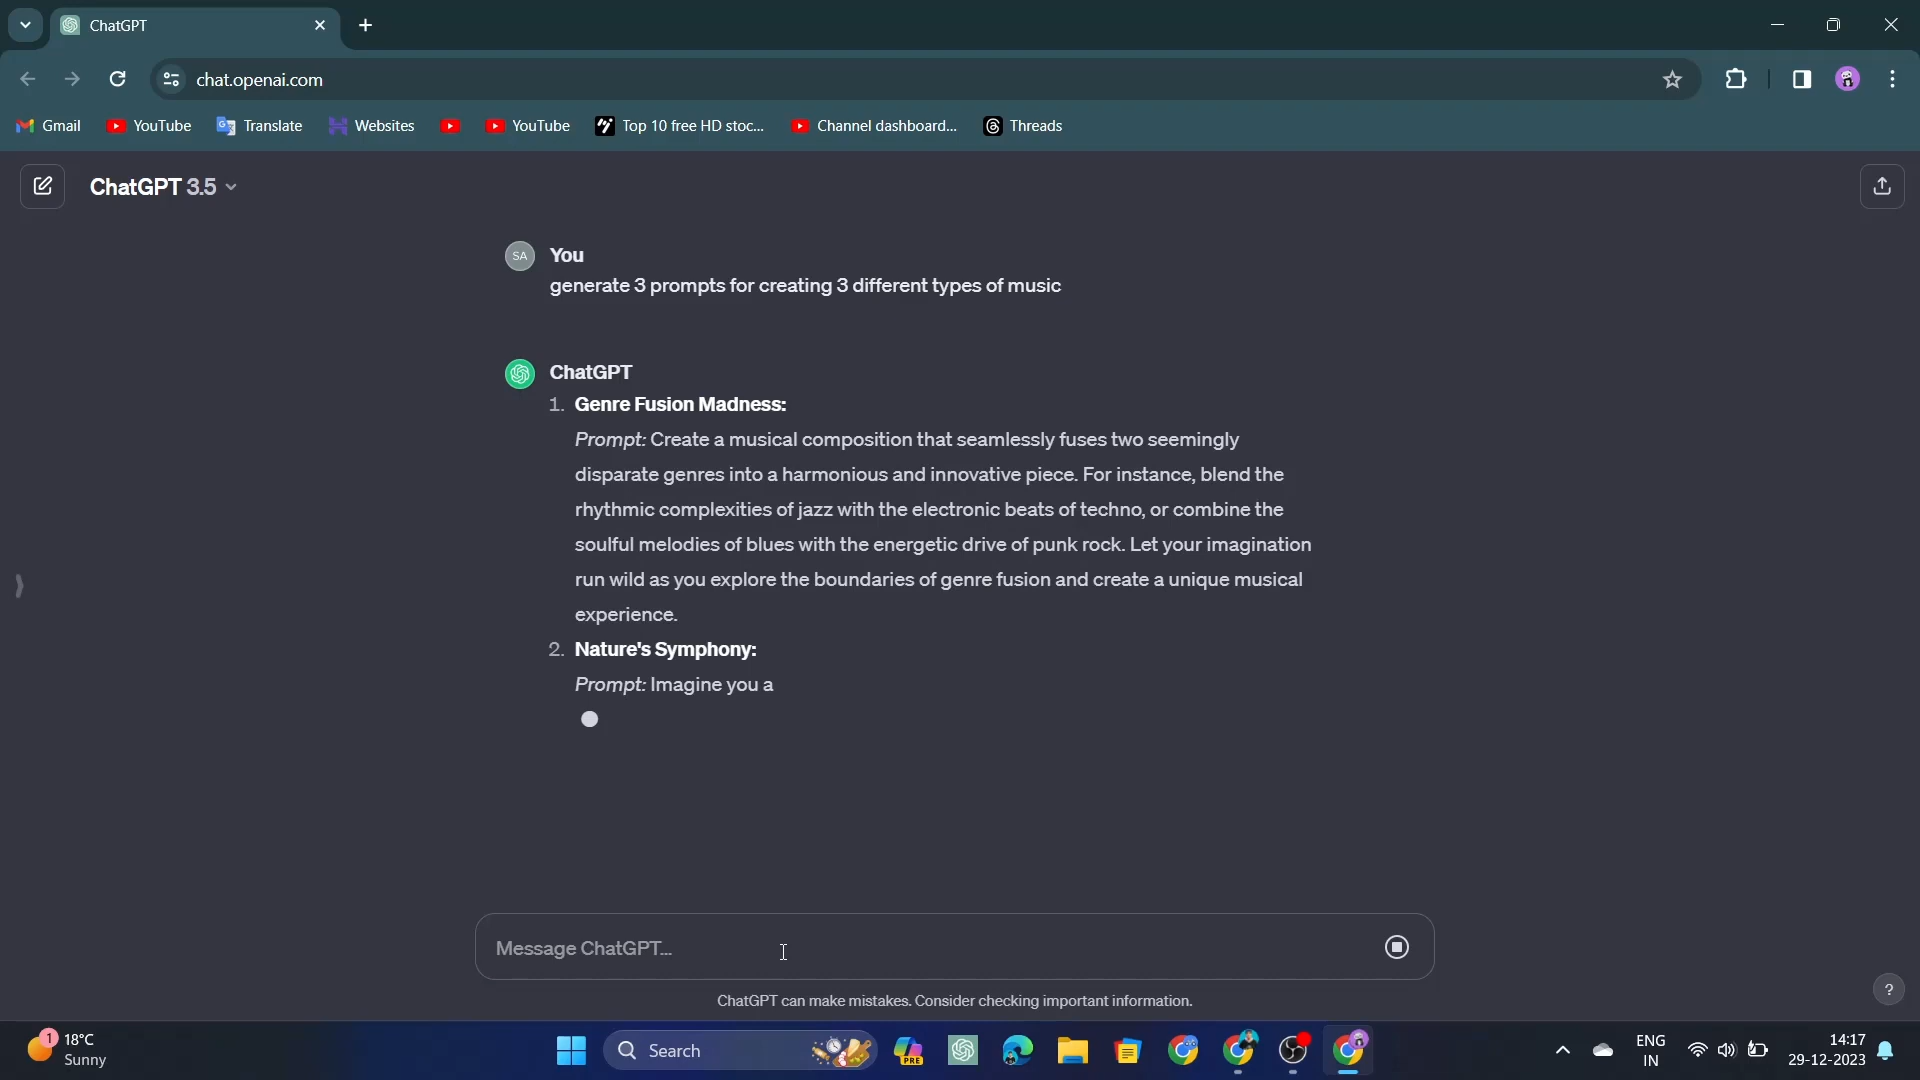 ChatGPT
chat.openai.com
Gmail YouTube Translate Websites YouTube Top 10 free HD stoc... Channel dashboard... Threads
ChatGPT 3.5
SA You
generate 3 prompts for creating 3 different types of music
ChatGPT
1. Genre Fusion Madness:
Prompt: Create a musical composition that seamlessly fuses two seemingly
disparate genres into a harmonious and innovative piece. For instance, blend the
rhythmic complexities of jazz with the electronic beats of techno, or combine the
soulful melodies of blues with the energetic drive of punk rock. Let your imagination
run wild as you explore the boundaries of genre fusion and create a unique musical
experience.
2. Nature's Symphony:
Prompt: Imagine you a
Message ChatGPT...
ChatGPT can make mistakes. Consider checking important information.
?
1 18°C
Sunny
Search
PRE
ENG
IN
14:17
29-12-2023